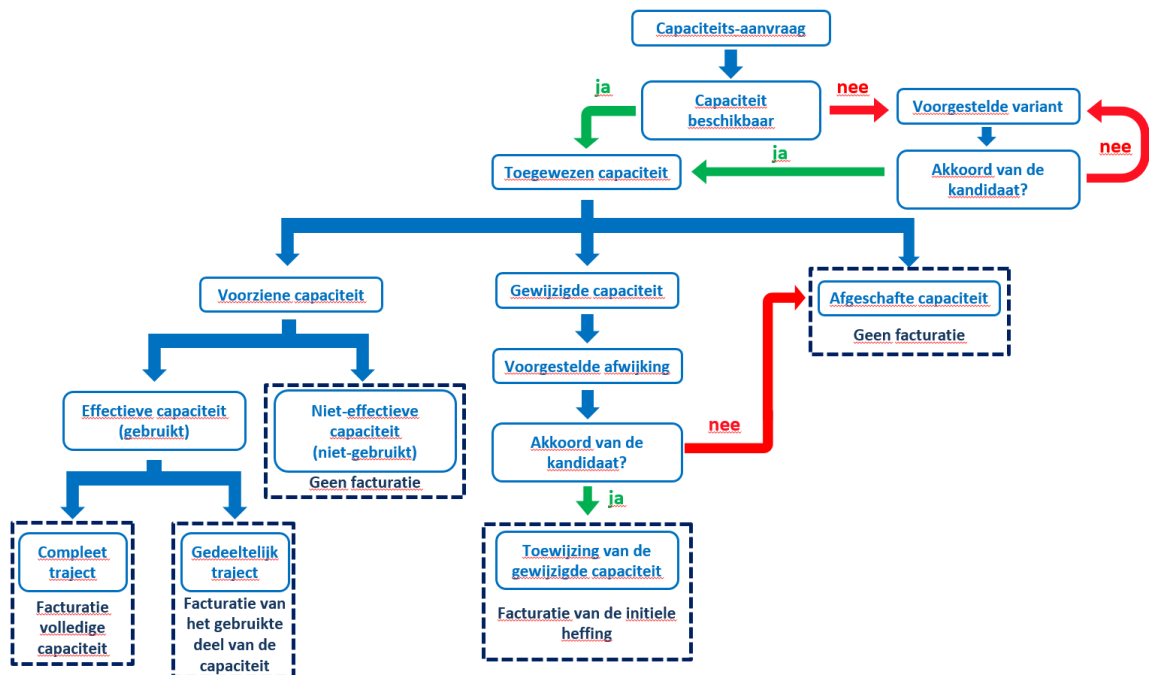 Capaciteits-aanvraag
ja
Capaciteit
beschikbaar
nee
Voorgestelde variant
nee
Toegewezen capaciteit
ja
Akkoord van de
kandidaat?
Voorziene capaciteit
Gewijzigde capaciteit
Afgeschafte capaciteit
Geen facturatie
Voorgestelde afwijking
Effectieve capaciteit
(gebruikt)
Niet-effectieve
capaciteit
(niet-gebruikt)
Geen facturatie
Akkoord van de
kandidaat?
nee
ja
Compleet
traject
Facturatie
volledige
capaciteit
Gedeeltelijk
traject
Facturatie van
het gebruikte
deel van de
capaciteit
Toewijzing van de
gewijzigde capaciteit
Facturatie van de initiele
heffing